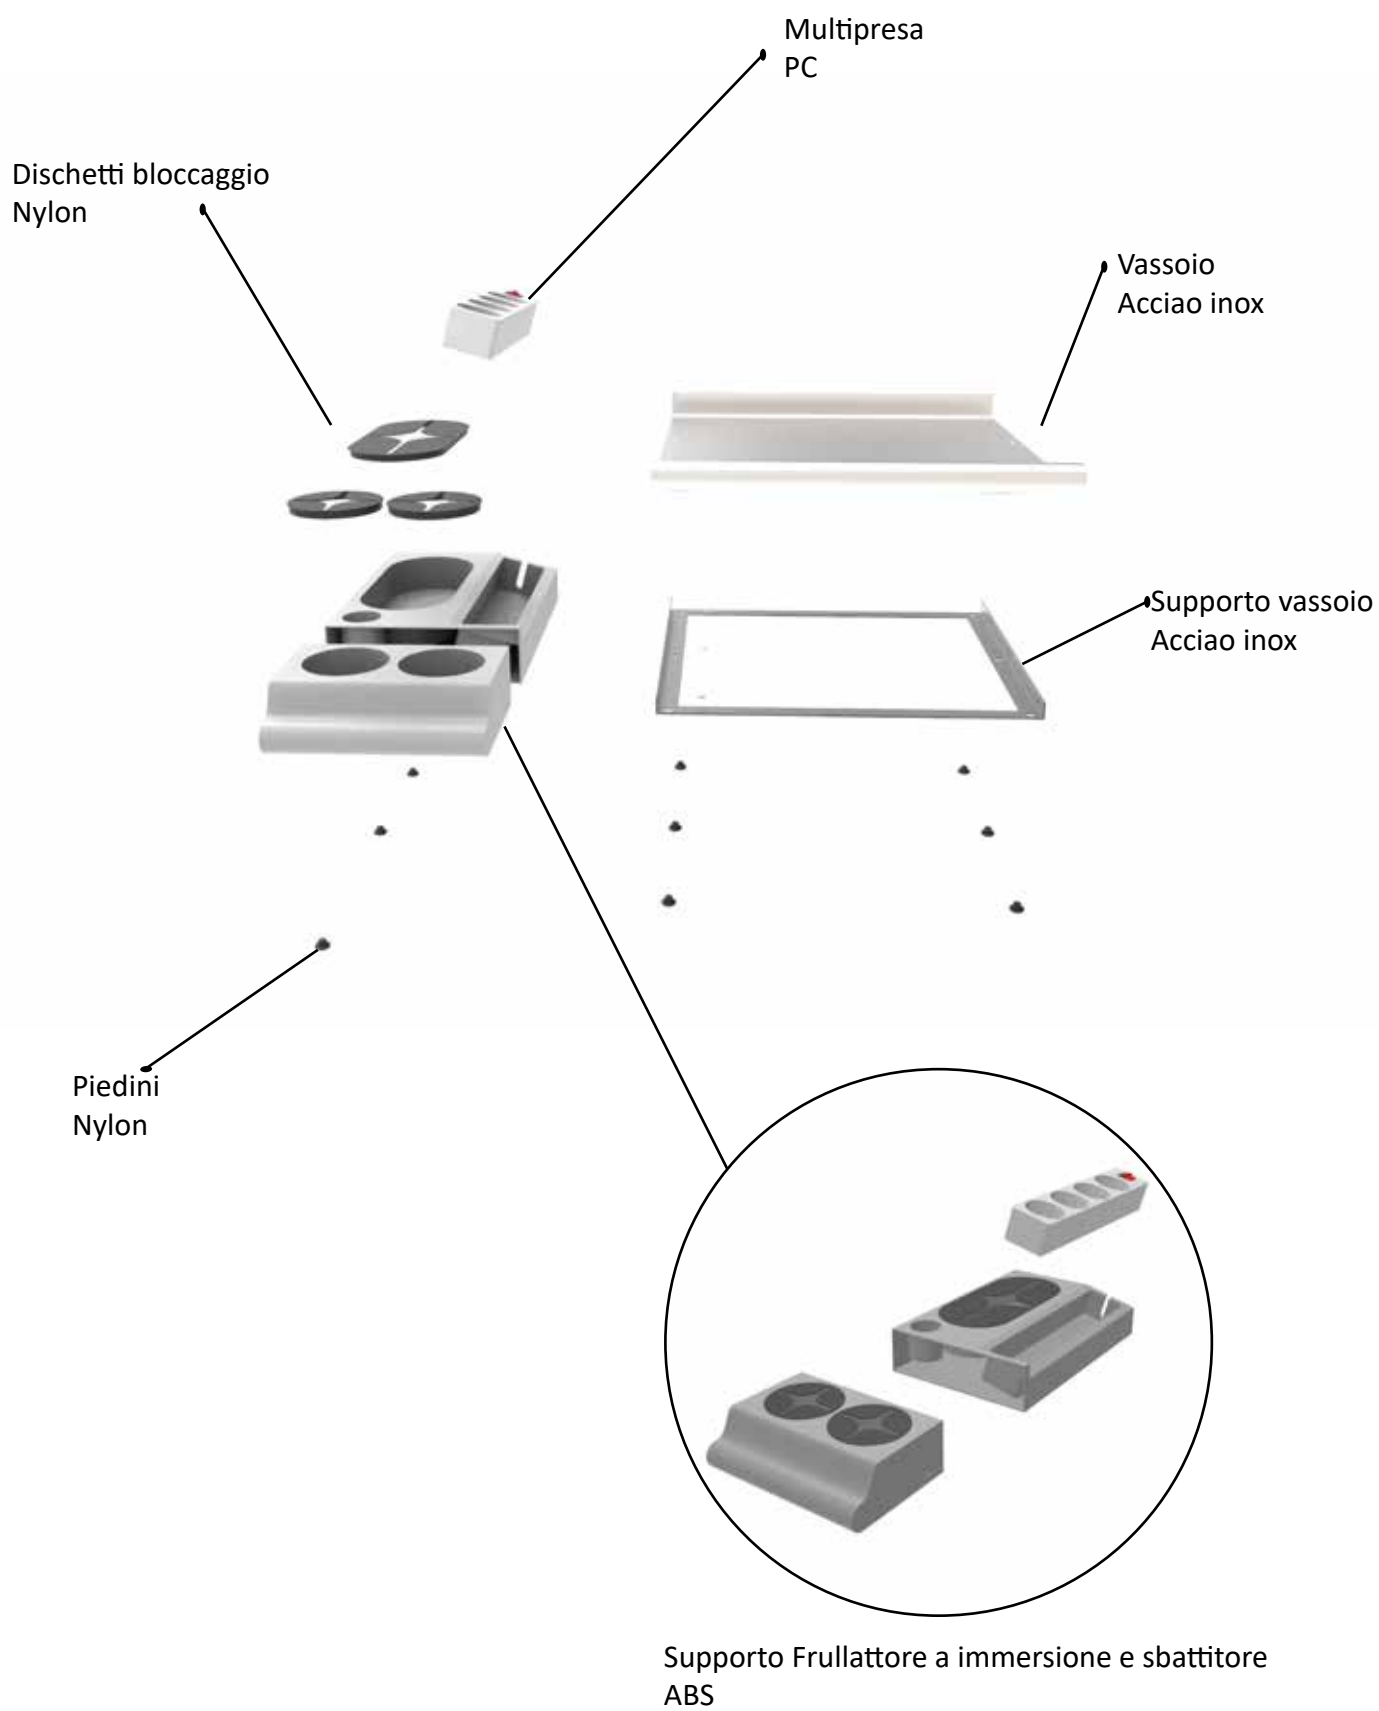 Multipresa
PC
Dischetti bloccaggio
Nylon
Vassoio
Acciao inox
Supporto vassoio
Acciao inox
Piedini
Nylon
Supporto Frullattore a immersione e sbattitore
ABS